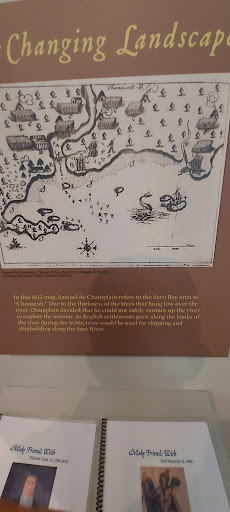 Changing Landscape
Chouacoit-R
In this 1613 map, Samuel de Champlain refers to the Saco Bay area as
"Chouacoit." Due to the thickness of the trees that hung low over the
river, Champlain decided that he could not safely venture up the river
to explore the interior. As English settlements grew along the banks of
the river during the 1630s, trees would be used for shipping and
shipbuilding along the Saco River.
Make Friends With
Make Friends With